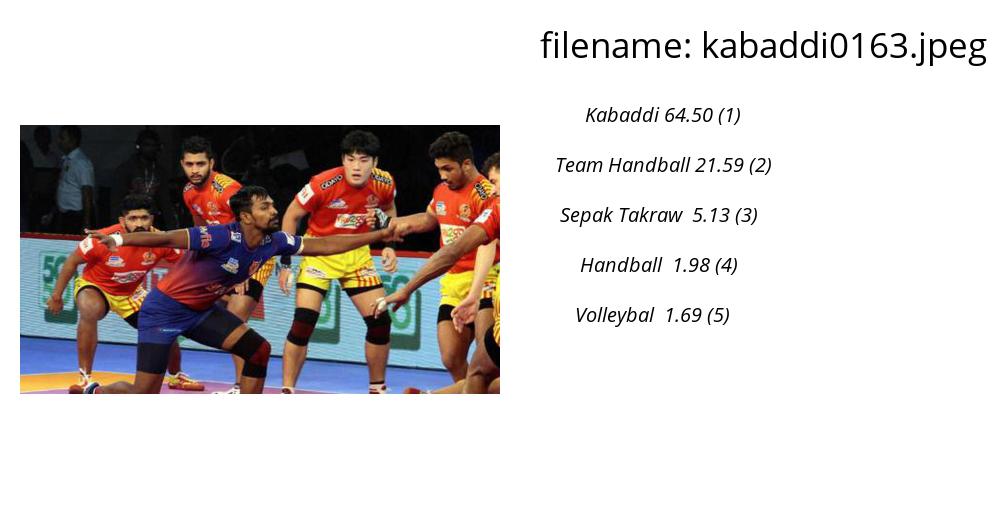 filename: kabaddi0163.jpeg
Kabaddi 64.50 (1)
Team Handball 21.59 (2)
Sepak Takraw 5.13 (3)
Handball 1.98 (4)
Volleybal 1.69 (5)